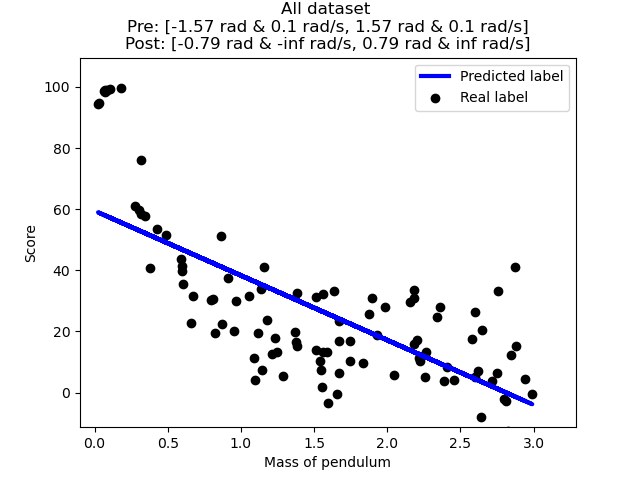 All dataset
Pre: [-1.57 rad & 0.1 rad/s, 1.57 rad & 0.1 rad/s]
Post: [-0.79 rad & -inf rad/s, 0.79 rad & inf rad/s]
Predicted label
Real label
100
80
60
40
20
0
Score
0.0 0.5 1.0 1.5 2.0 2.5 3.0
Mass of pendulum